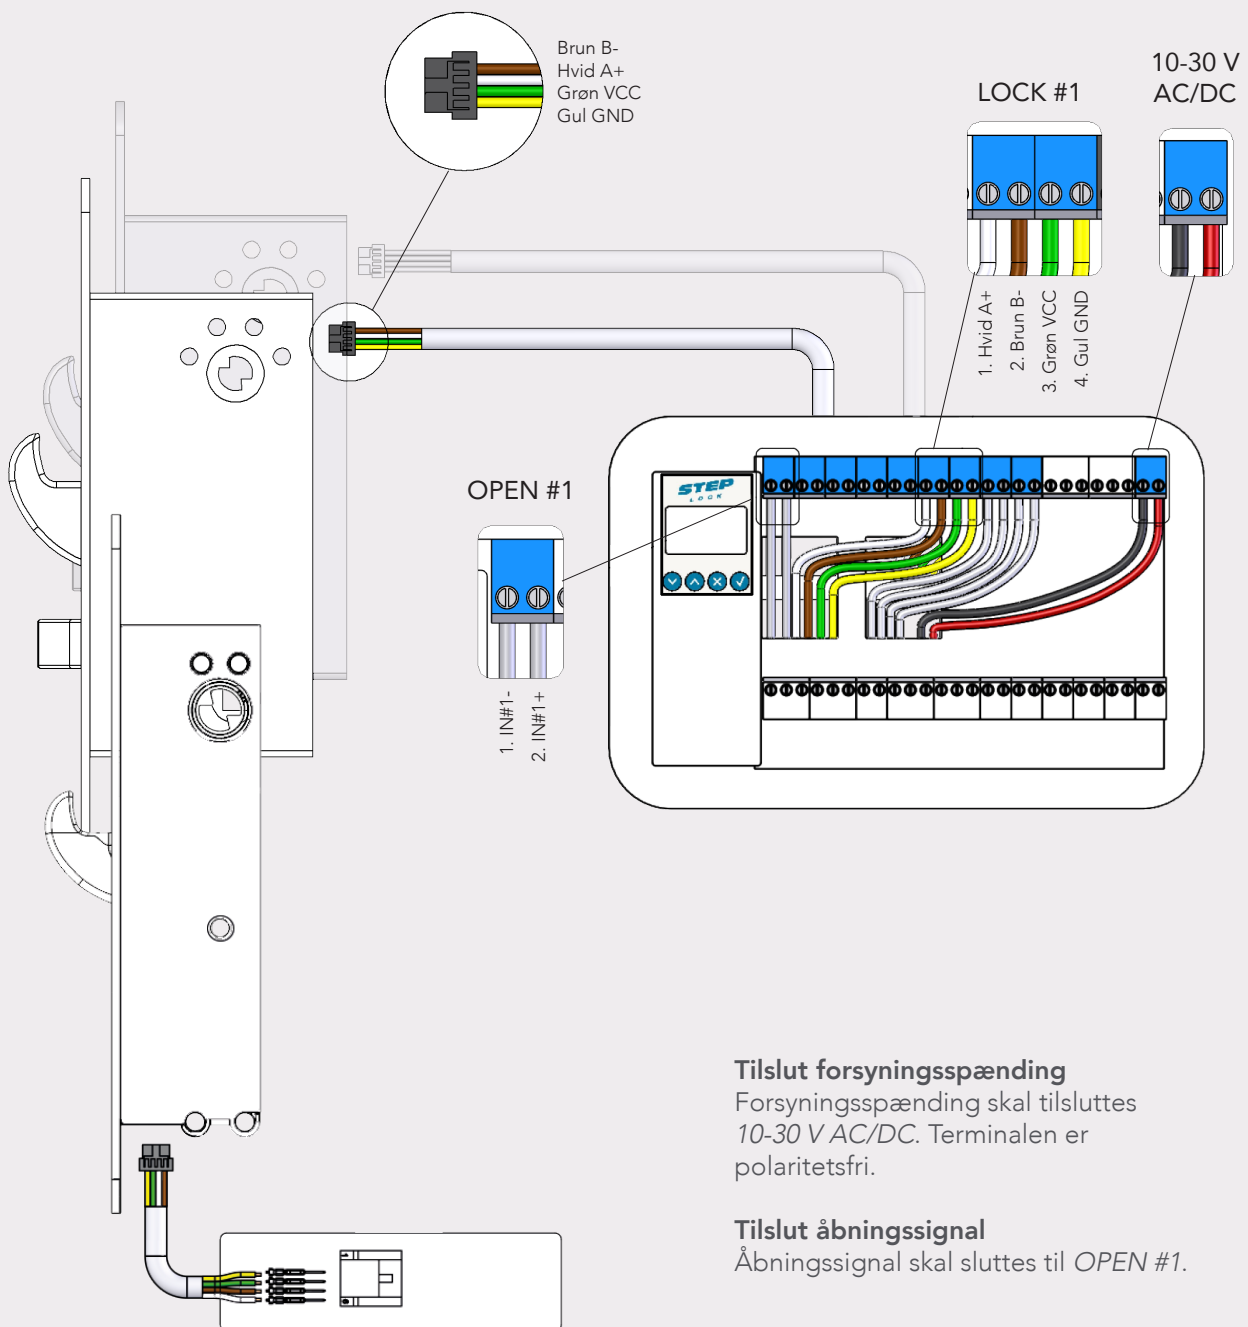 Brun B-
Hvid A+
Grøn VCC
Gul GND
LOCK #1
10-30 V
AC/DC
1. Hvid A+
2. Brun B-
3. Grøn VCC
4. Gul GND
OPEN #1
1. IN#1-
2. IN#1+
STEP
LOCK
Tilslut forsyningsspænding
Forsyningsspænding skal tilsluttes
10-30 V AC/DC. Terminalen er
polaritetsfri.
Tilslut åbningssignal
Åbningssignal skal sluttes til OPEN #1.